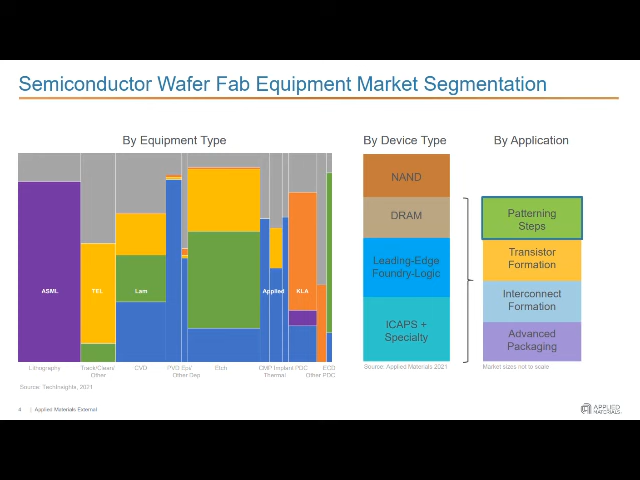 Semiconductor Wafer Fab Equipment Market Segmentation
By Equipment Type
By Device Type
By Application
ASML
TEL
Lam
Applied
KLA
Lithography
Track/Clean/
Other
CVD
PVD Epi/
Other Dep
Etch
CMP Implant PDC
Thermal
Other PDC
ECD
Source: TechInsights, 2021
NAND
DRAM
Leading-Edge
Foundry-Logic
ICAPS +
Specialty
Source: Applied Materials 2021
Patterning
Steps
Transistor
Formation
Interconnect
Formation
Advanced
Packaging
Market sizes not to scale
4 | Applied Materials External
APPLIED
MATERIALS